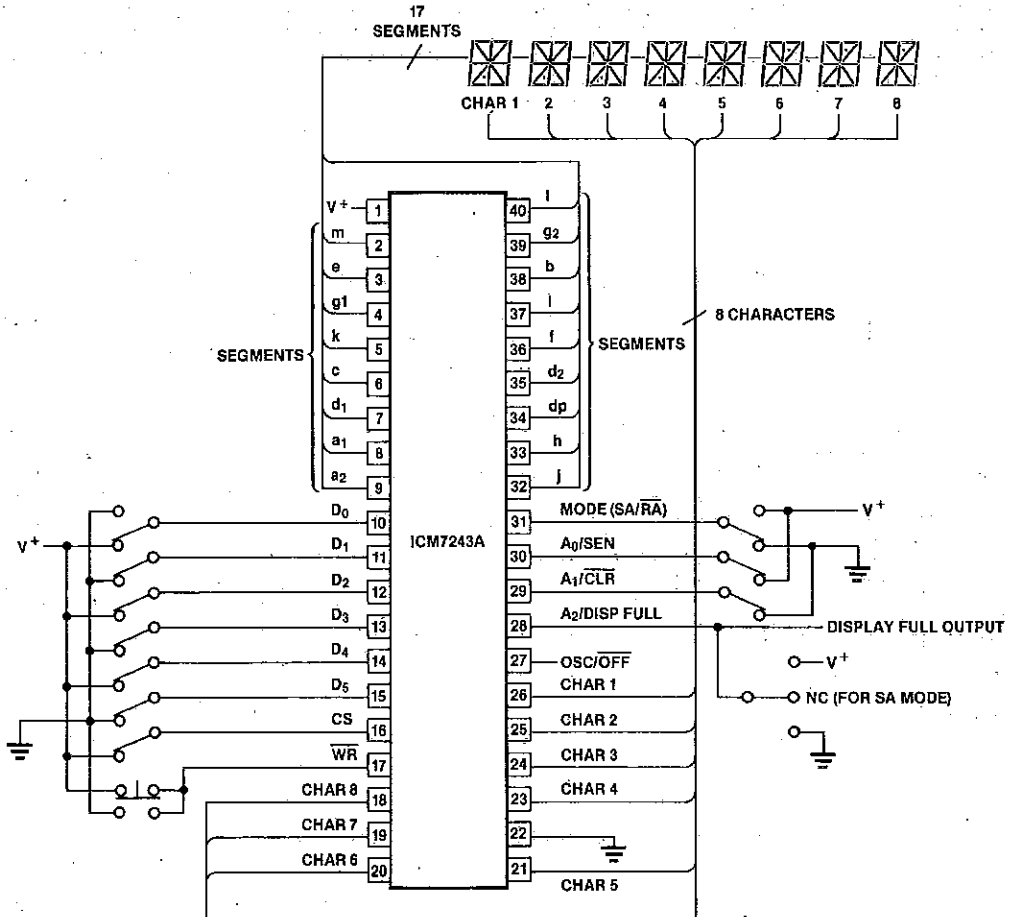 17
SEGMENTS
CHAR 1 2 3 4 5 6 7 8
8 CHARACTERS
SEGMENTS
SEGMENTS
ICM7243A
V+ 1
m 2
e 3
g1 4
k 5
c 6
d1 7
a1 8
a2 9
D0 10
D1 11
D2 12
D3 13
D4 14
D5 15
CS 16
WR 17
CHAR 8 18
CHAR 7 19
CHAR 6 20
V+
40 l
39 g2
38 b
37 i
36 f
35 d2
34 dp
33 h
32 j
31 MODE (SA/RA)
30 A0/SEN
29 A1/CLR
28 A2/DISP FULL
27 OSC/OFF
26 CHAR 1
25 CHAR 2
24 CHAR 3
23 CHAR 4
22
21 CHAR 5
V+
DISPLAY FULL OUTPUT
V+
NC (FOR SA MODE)